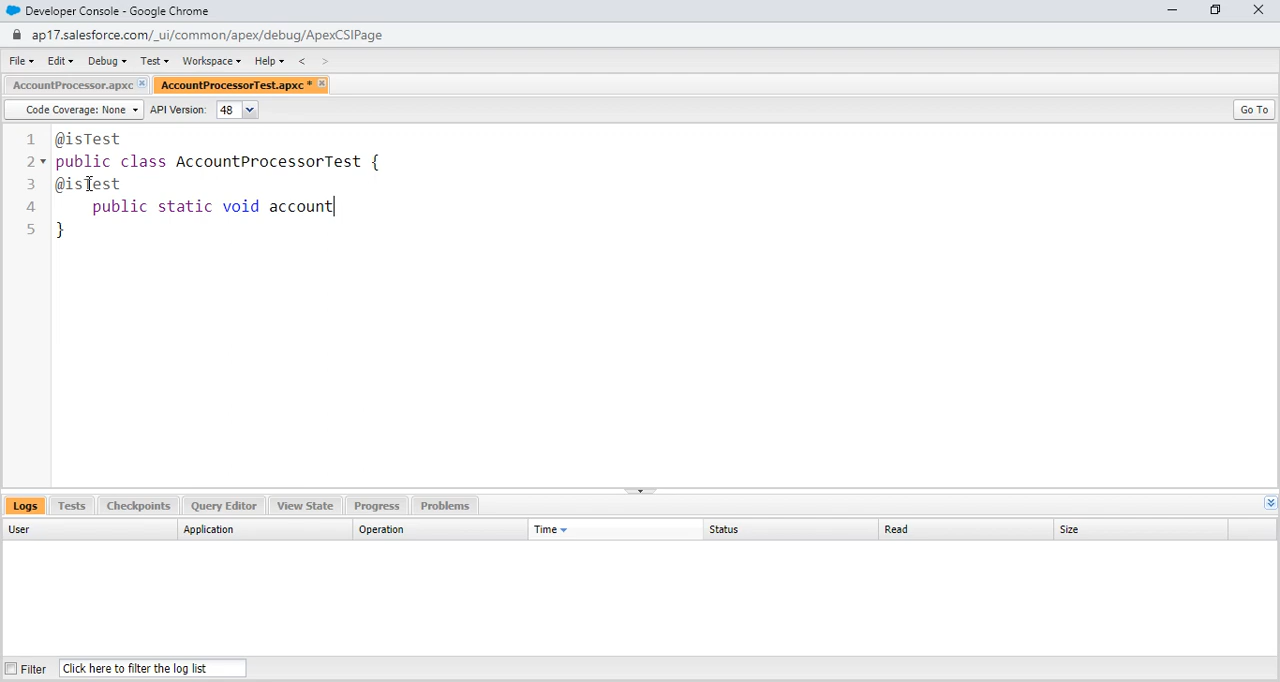 Developer Console - Google Chrome
ap17.salesforce.com/_ui/common/apex/debug/ApexCSIPage
File Edit Debug Test Workspace Help < >
AccountProcessor.apxc AccountProcessorTest.apxc *
Code Coverage: None API Version: 48 Go To
1 @isTest
2 public class AccountProcessorTest {
3 @isTest
4 public static void account
5 }
Logs Tests Checkpoints Query Editor View State Progress Problems
User Application Operation Time Status Read Size
Filter Click here to filter the log list